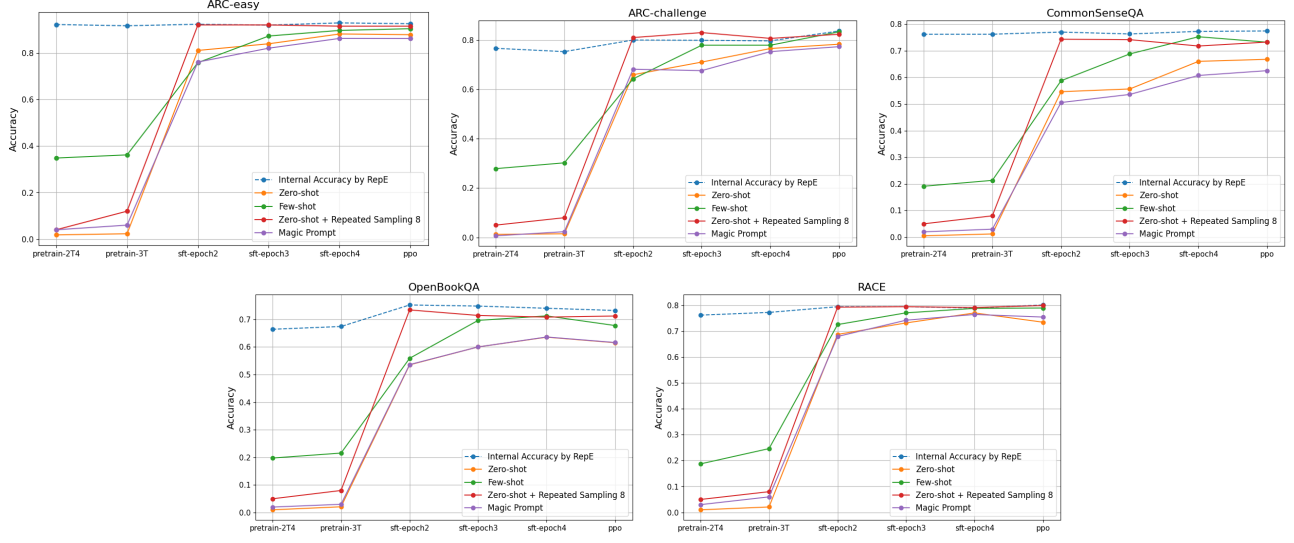 ARC-easy
Accuracy
0.8
0.6
0.4
0.2
0.0
Internal Accuracy by RepE
Zero-shot
Few-shot
Zero-shot + Repeated Sampling 8
Magic Prompt
pretrain-2T4 pretrain-3T sft-epoch2 sft-epoch3 sft-epoch4 ppo
ARC-challenge
Accuracy
0.8
0.6
0.4
0.2
0.0
Internal Accuracy by RepE
Zero-shot
Few-shot
Zero-shot + Repeated Sampling 8
Magic Prompt
pretrain-2T4 pretrain-3T sft-epoch2 sft-epoch3 sft-epoch4 ppo
CommonSenseQA
Accuracy
0.8
0.7
0.6
0.5
0.4
0.3
0.2
0.1
0.0
Internal Accuracy by RepE
Zero-shot
Few-shot
Zero-shot + Repeated Sampling 8
Magic Prompt
pretrain-2T4 pretrain-3T sft-epoch2 sft-epoch3 sft-epoch4 ppo
OpenBookQA
Accuracy
0.7
0.6
0.5
0.4
0.3
0.2
0.1
0.0
Internal Accuracy by RepE
Zero-shot
Few-shot
Zero-shot + Repeated Sampling 8
Magic Prompt
pretrain-2T4 pretrain-3T sft-epoch2 sft-epoch3 sft-epoch4 ppo
RACE
Accuracy
0.8
0.7
0.6
0.5
0.4
0.3
0.2
0.1
0.0
Internal Accuracy by RepE
Zero-shot
Few-shot
Zero-shot + Repeated Sampling 8
Magic Prompt
pretrain-2T4 pretrain-3T sft-epoch2 sft-epoch3 sft-epoch4 ppo